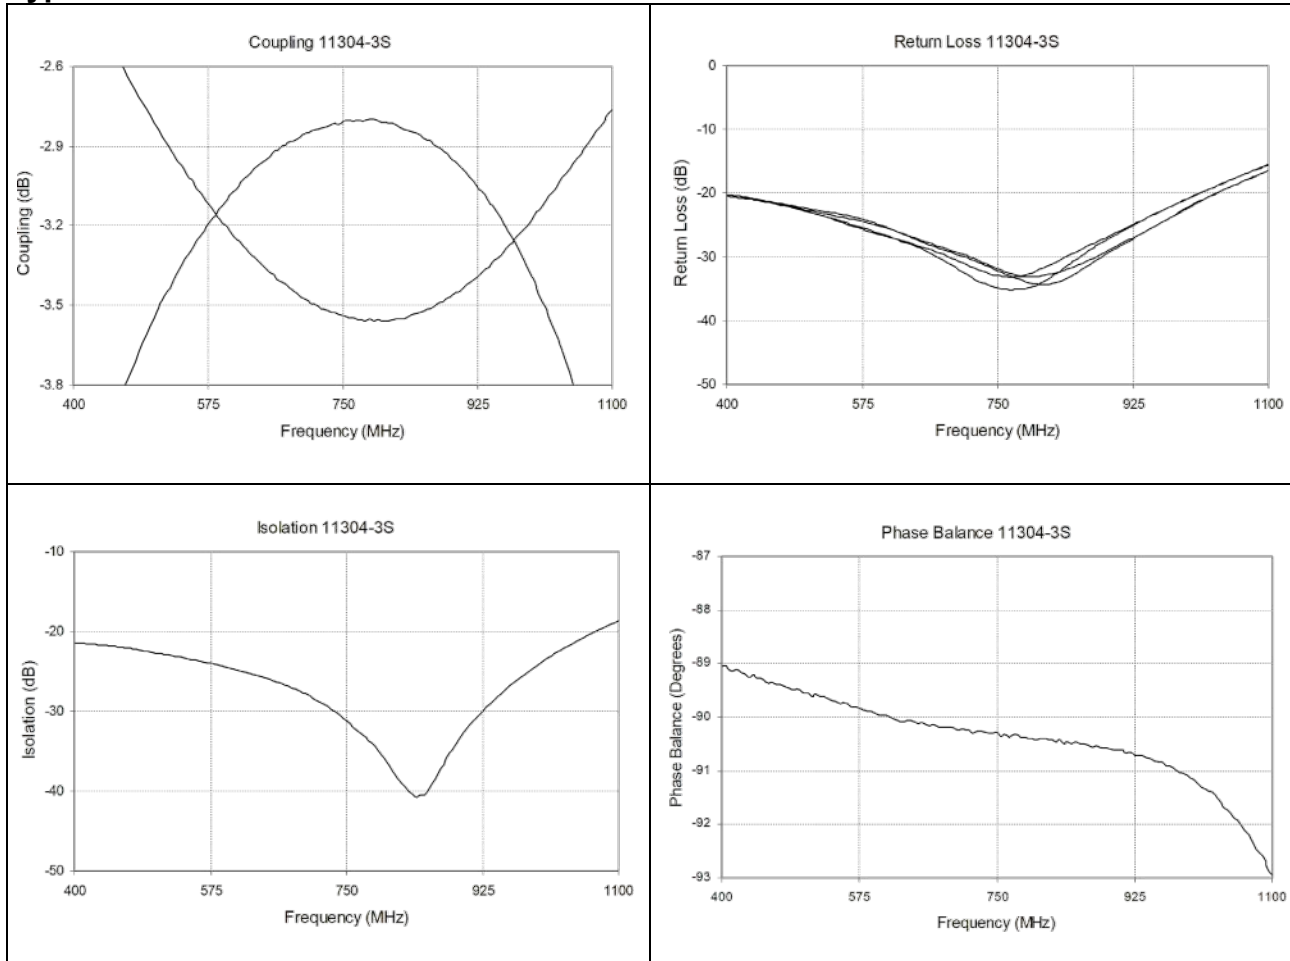 Coupling 11304-3S
-2.6
-2.9
-3.2
-3.5
-3.8
Coupling (dB)
400 575 750 925 1100
Frequency (MHz)
Return Loss 11304-3S
0
-10
-20
-30
-40
-50
Return Loss (dB)
400 575 750 925 1100
Frequency (MHz)
Isolation 11304-3S
-10
-20
-30
-40
-50
Isolation (dB)
400 575 750 925 1100
Frequency (MHz)
Phase Balance 11304-3S
-87
-88
-89
-90
-91
-92
-93
Phase Balance (Degrees)
400 575 750 925 1100
Frequency (MHz)